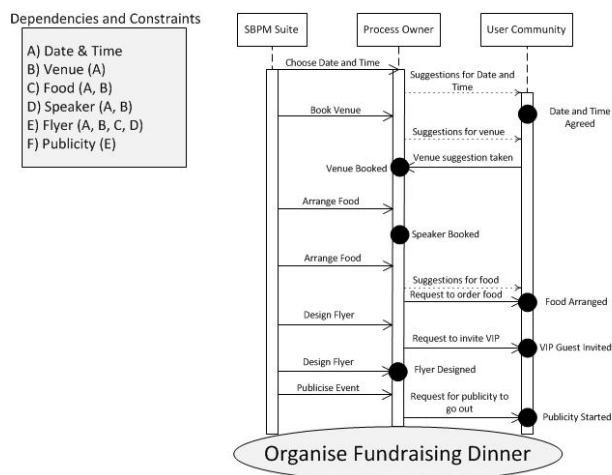 Dependencies and Constraints
A) Date & Time
B) Venue (A)
C) Food (A, B)
D) Speaker (A, B)
E) Flyer (A, B, C, D)
F) Publicity (E)
SBPM Suite
Process Owner
User Community
Choose Date and Time
Suggestions for Date and
Time
Book Venue
Date and Time
Agreed
Suggestions for venue
Venue suggestion taken
Venue Booked
Arrange Food
Speaker Booked
Arrange Food
Suggestions for food
Request to order food
Food Arranged
Design Flyer
Request to invite VIP
VIP Guest Invited
Design Flyer
Flyer Designed
Publicise Event
Request for publicity to
go out
Publicity Started
Organise Fundraising Dinner